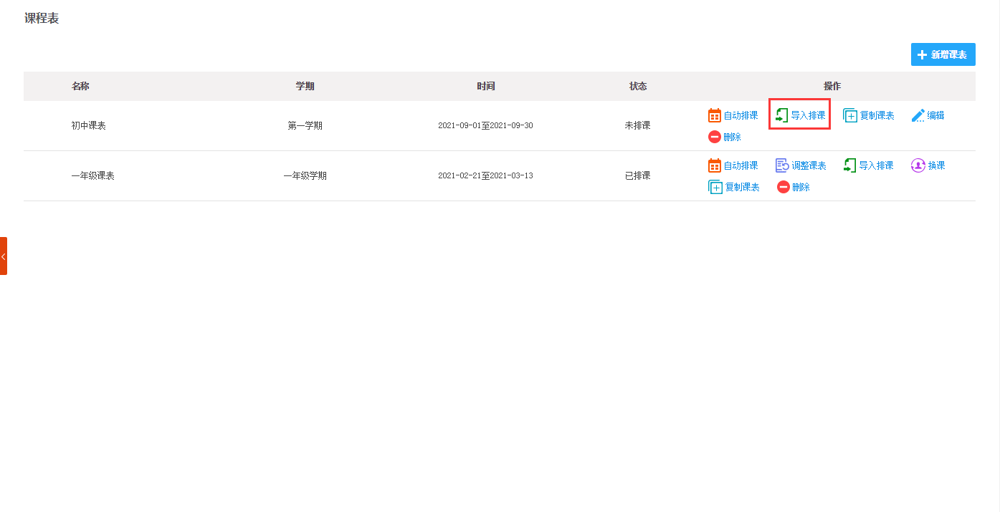 课程表
新增课表
名称 学期 时间 状态 操作
初中课表 第一学期 2021-09-01至2021-09-30 未排课 自动排课 导入排课 复制课表 编辑
删除
一年级课表 一年级学期 2021-02-21至2021-03-13 已排课 自动排课 调整课表 导入排课 换课
复制课表 删除